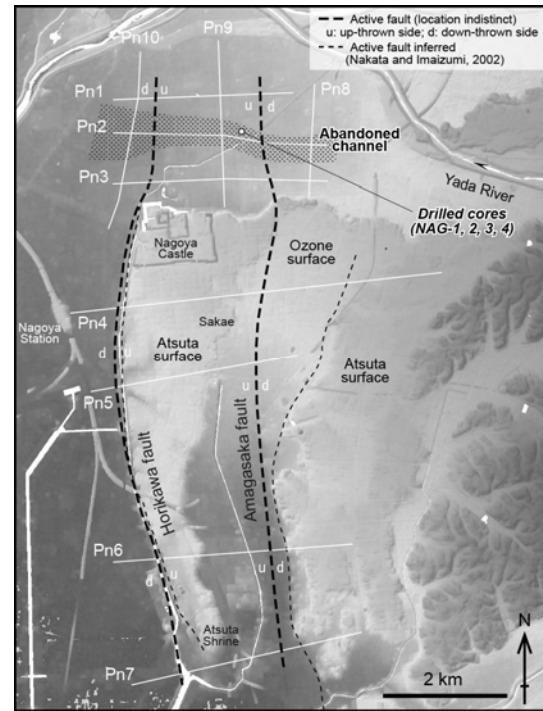 Active fault (location indistinct)
u: up-thrown side; d: down-thrown side
Active fault inferred
(Nakata and Imaizumi, 2002)
Pn10
Pn9
Pn8
Pn1
d
u
u
d
Pn2
Abandoned
channel
Pn3
Yada River
Drilled cores
(NAG-1, 2, 3, 4)
Nagoya
Castle
Ozone
surface
Nagoya
Station
Pn4
Sakae
Atsuta
surface
Atsuta
surface
d
u
u
d
Pn5
Horikawa fault
Amagasaka fault
Pn6
d
u
u
d
Atsuta
Shrine
Pn7
N
2 km